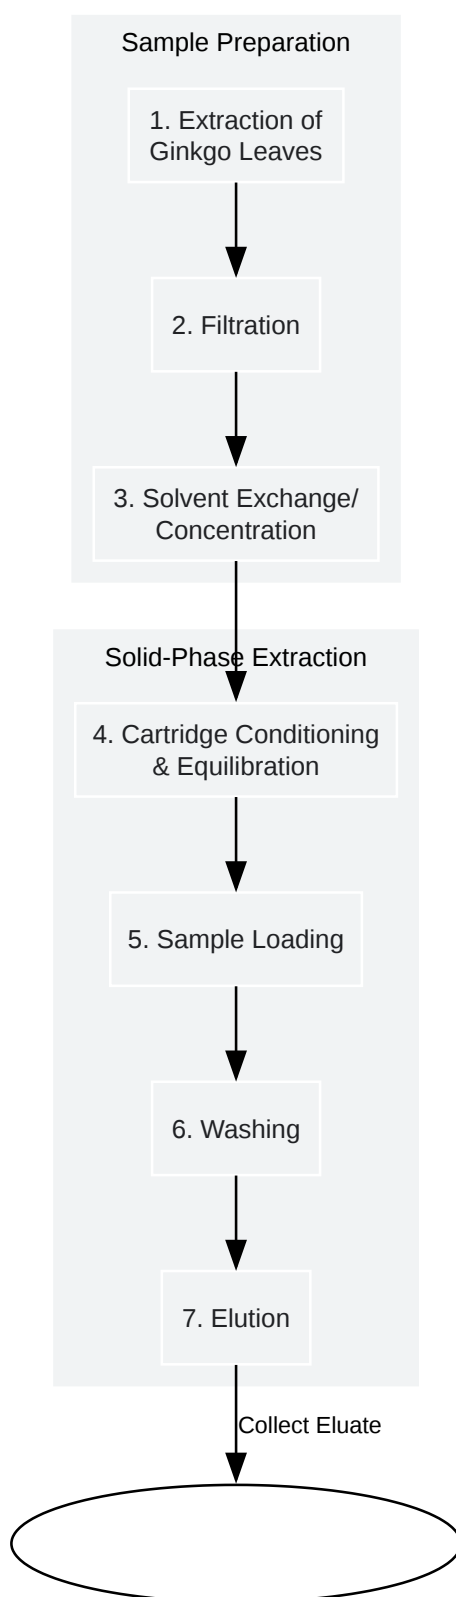 Sample Preparation
1. Extraction of
Ginkgo Leaves
2. Filtration
3. Solvent Exchange/
Concentration
Solid-Phase Extraction
4. Cartridge Conditioning
& Equilibration
5. Sample Loading
6. Washing
7. Elution
Collect Eluate